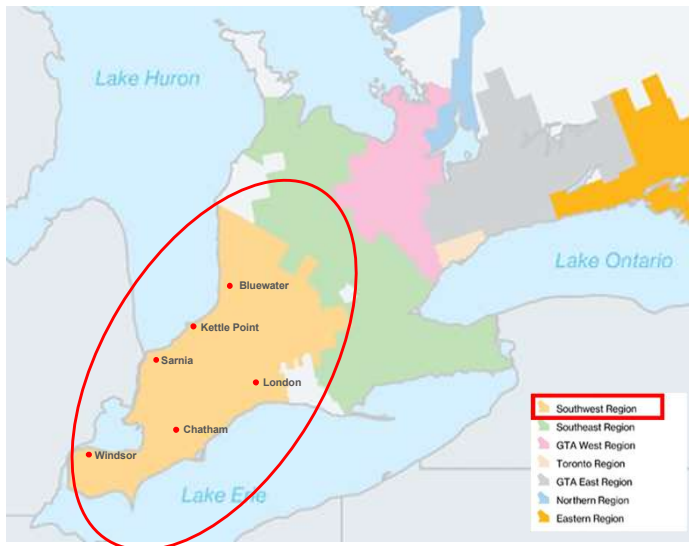 Lake Huron
Lake Ontario
Bluewater
Kettle Point
Sarnia
London
Chatham
Windsor
Lake Erie
Southwest Region
Southeast Region
GTA West Region
Toronto Region
GTA East Region
Northern Region
Eastern Region